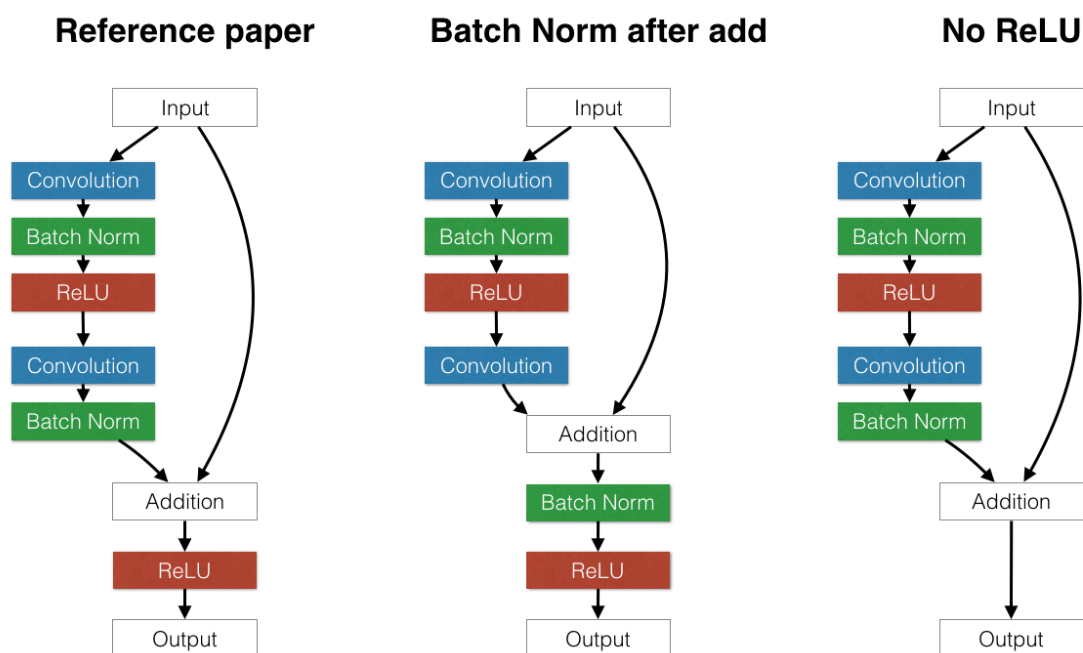 Reference paper
Input
Convolution
Batch Norm
ReLU
Convolution
Batch Norm
Addition
ReLU
Output
Batch Norm after add
Input
Convolution
Batch Norm
ReLU
Convolution
Addition
Batch Norm
ReLU
Output
No ReLU
Input
Convolution
Batch Norm
ReLU
Convolution
Batch Norm
Addition
Output